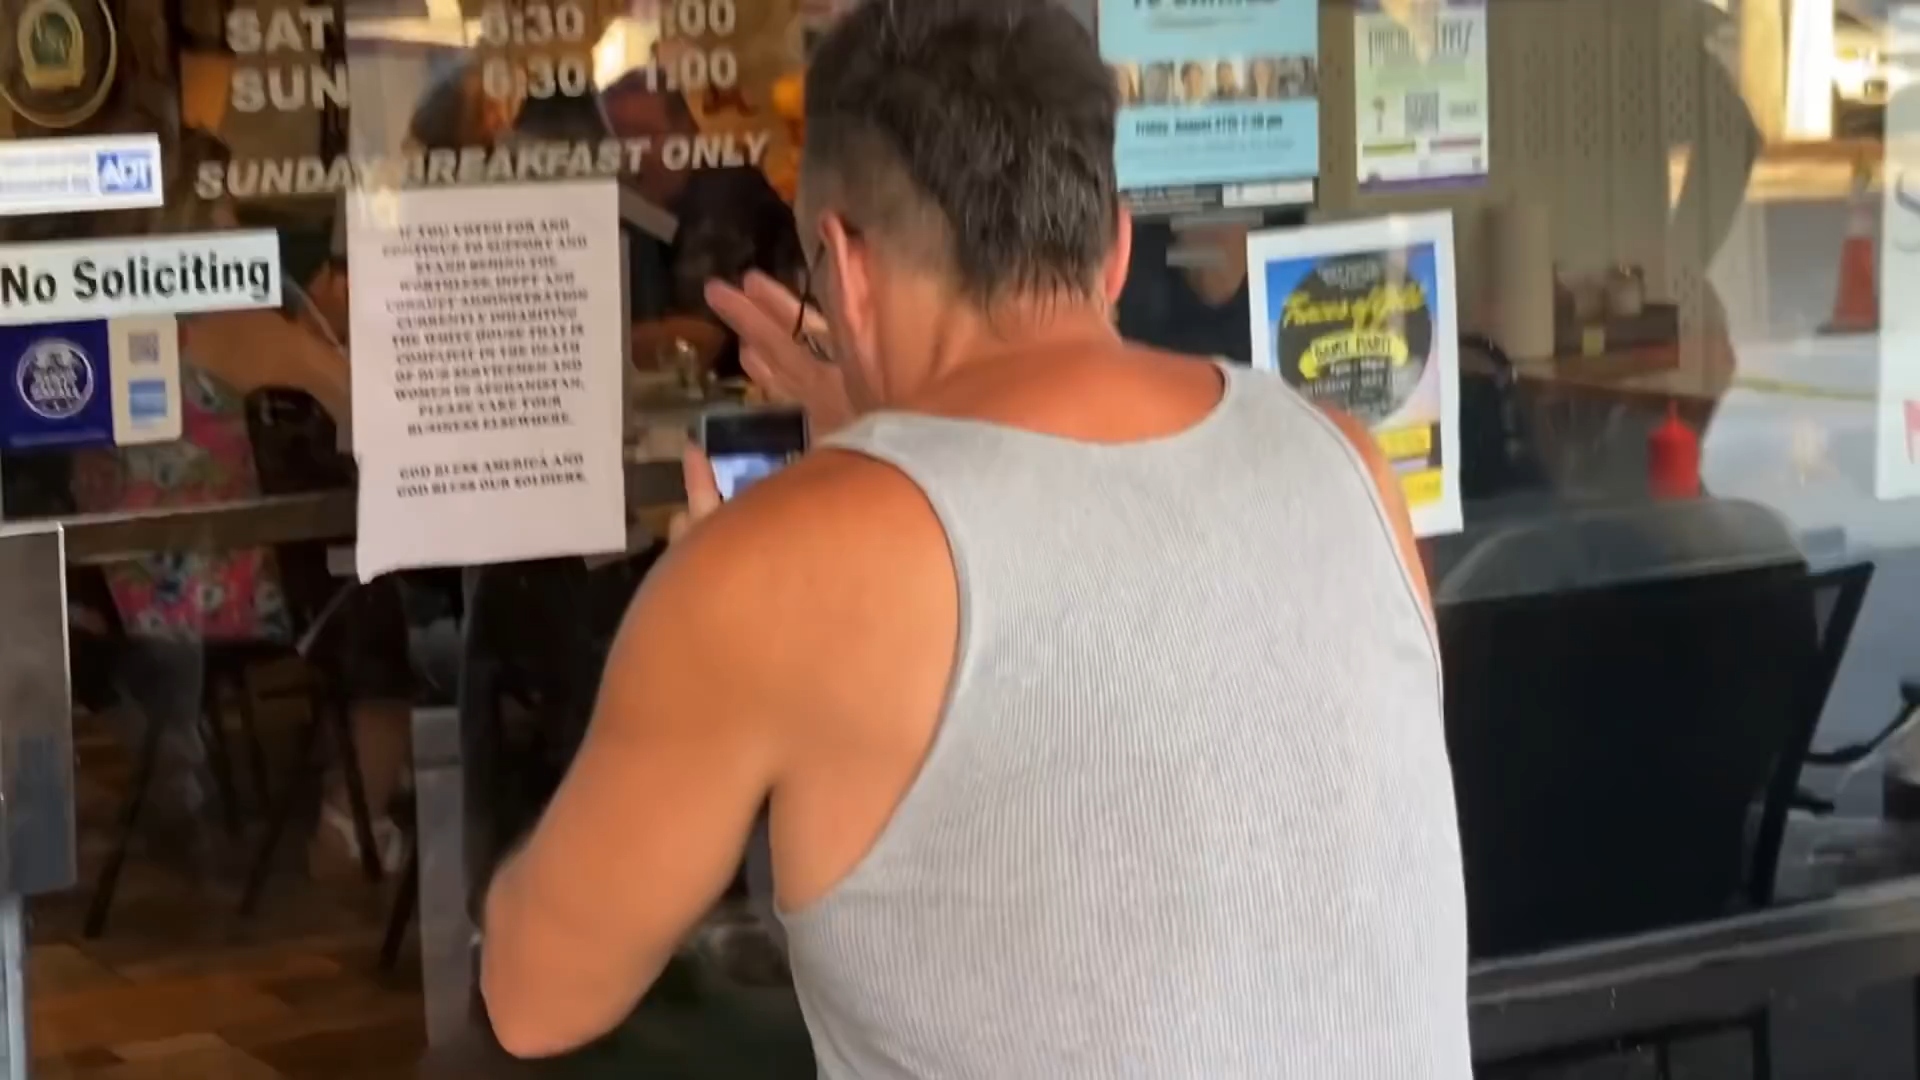 SAT 6:30 1:00
SUN 6:30 1:00
SUNDAY BREAKFAST ONLY
ADT
No Soliciting
IF YOU VOTED FOR AND
CONTINUE TO SUPPORT AND
STAND BEHIND THE
WORTHLESS, INEPT AND
CORRUPT ADMINISTRATION
CURRENTLY INHABITING
THE WHITE HOUSE THAT IS
COMPLICIT IN THE DEATH
OF OUR SERVICEMEN AND
WOMEN IN AFGHANISTAN,
PLEASE TAKE YOUR
BUSINESS ELSEWHERE.
GOD BLESS AMERICA AND
GOD BLESS OUR SOLDIERS.
Friday, August 27th